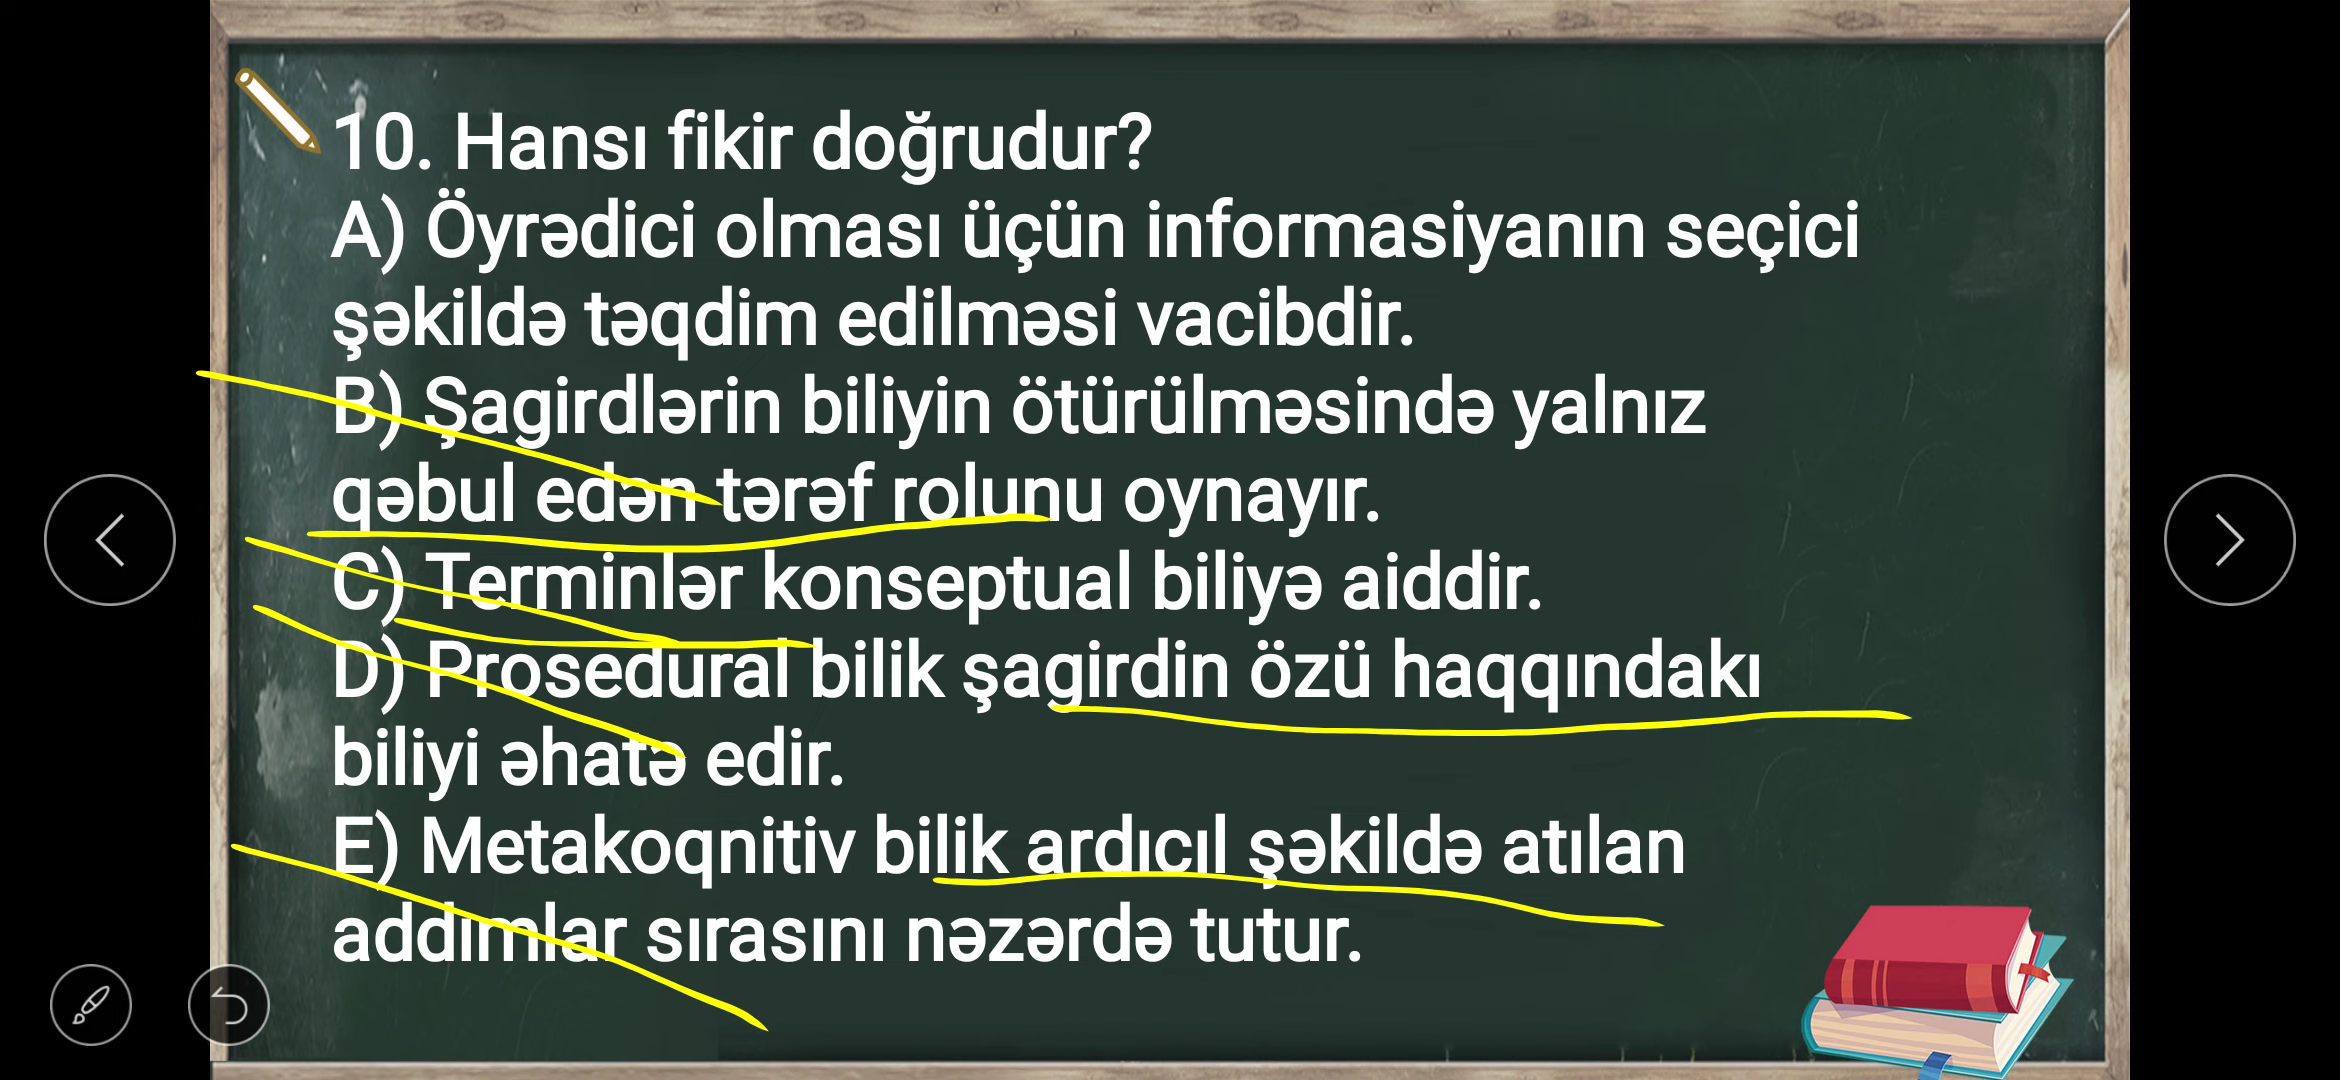 10. Hansı fikir doğrudur?
A) Öyrədici olması üçün informasiyanın seçici
şəkildə təqdim edilməsi vacibdir.
B) Şagirdlərin biliyin ötürülməsində yalnız
qəbul edən tərəf rolunu oynayır.
C) Terminlər konseptual biliyə aiddir.
D) Prosedural bilik şagirdin özü haqqındakı
biliyi əhatə edir.
E) Metakoqnitiv bilik ardıcıl şəkildə atılan
addımlar sırasını nəzərdə tutur.